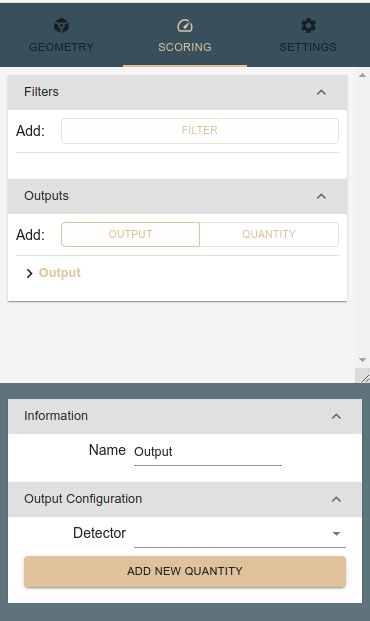 GEOMETRY SCORING SETTINGS
Filters
Add: FILTER
Outputs
Add: OUTPUT QUANTITY
Output
Information
Name Output
Output Configuration
Detector
ADD NEW QUANTITY